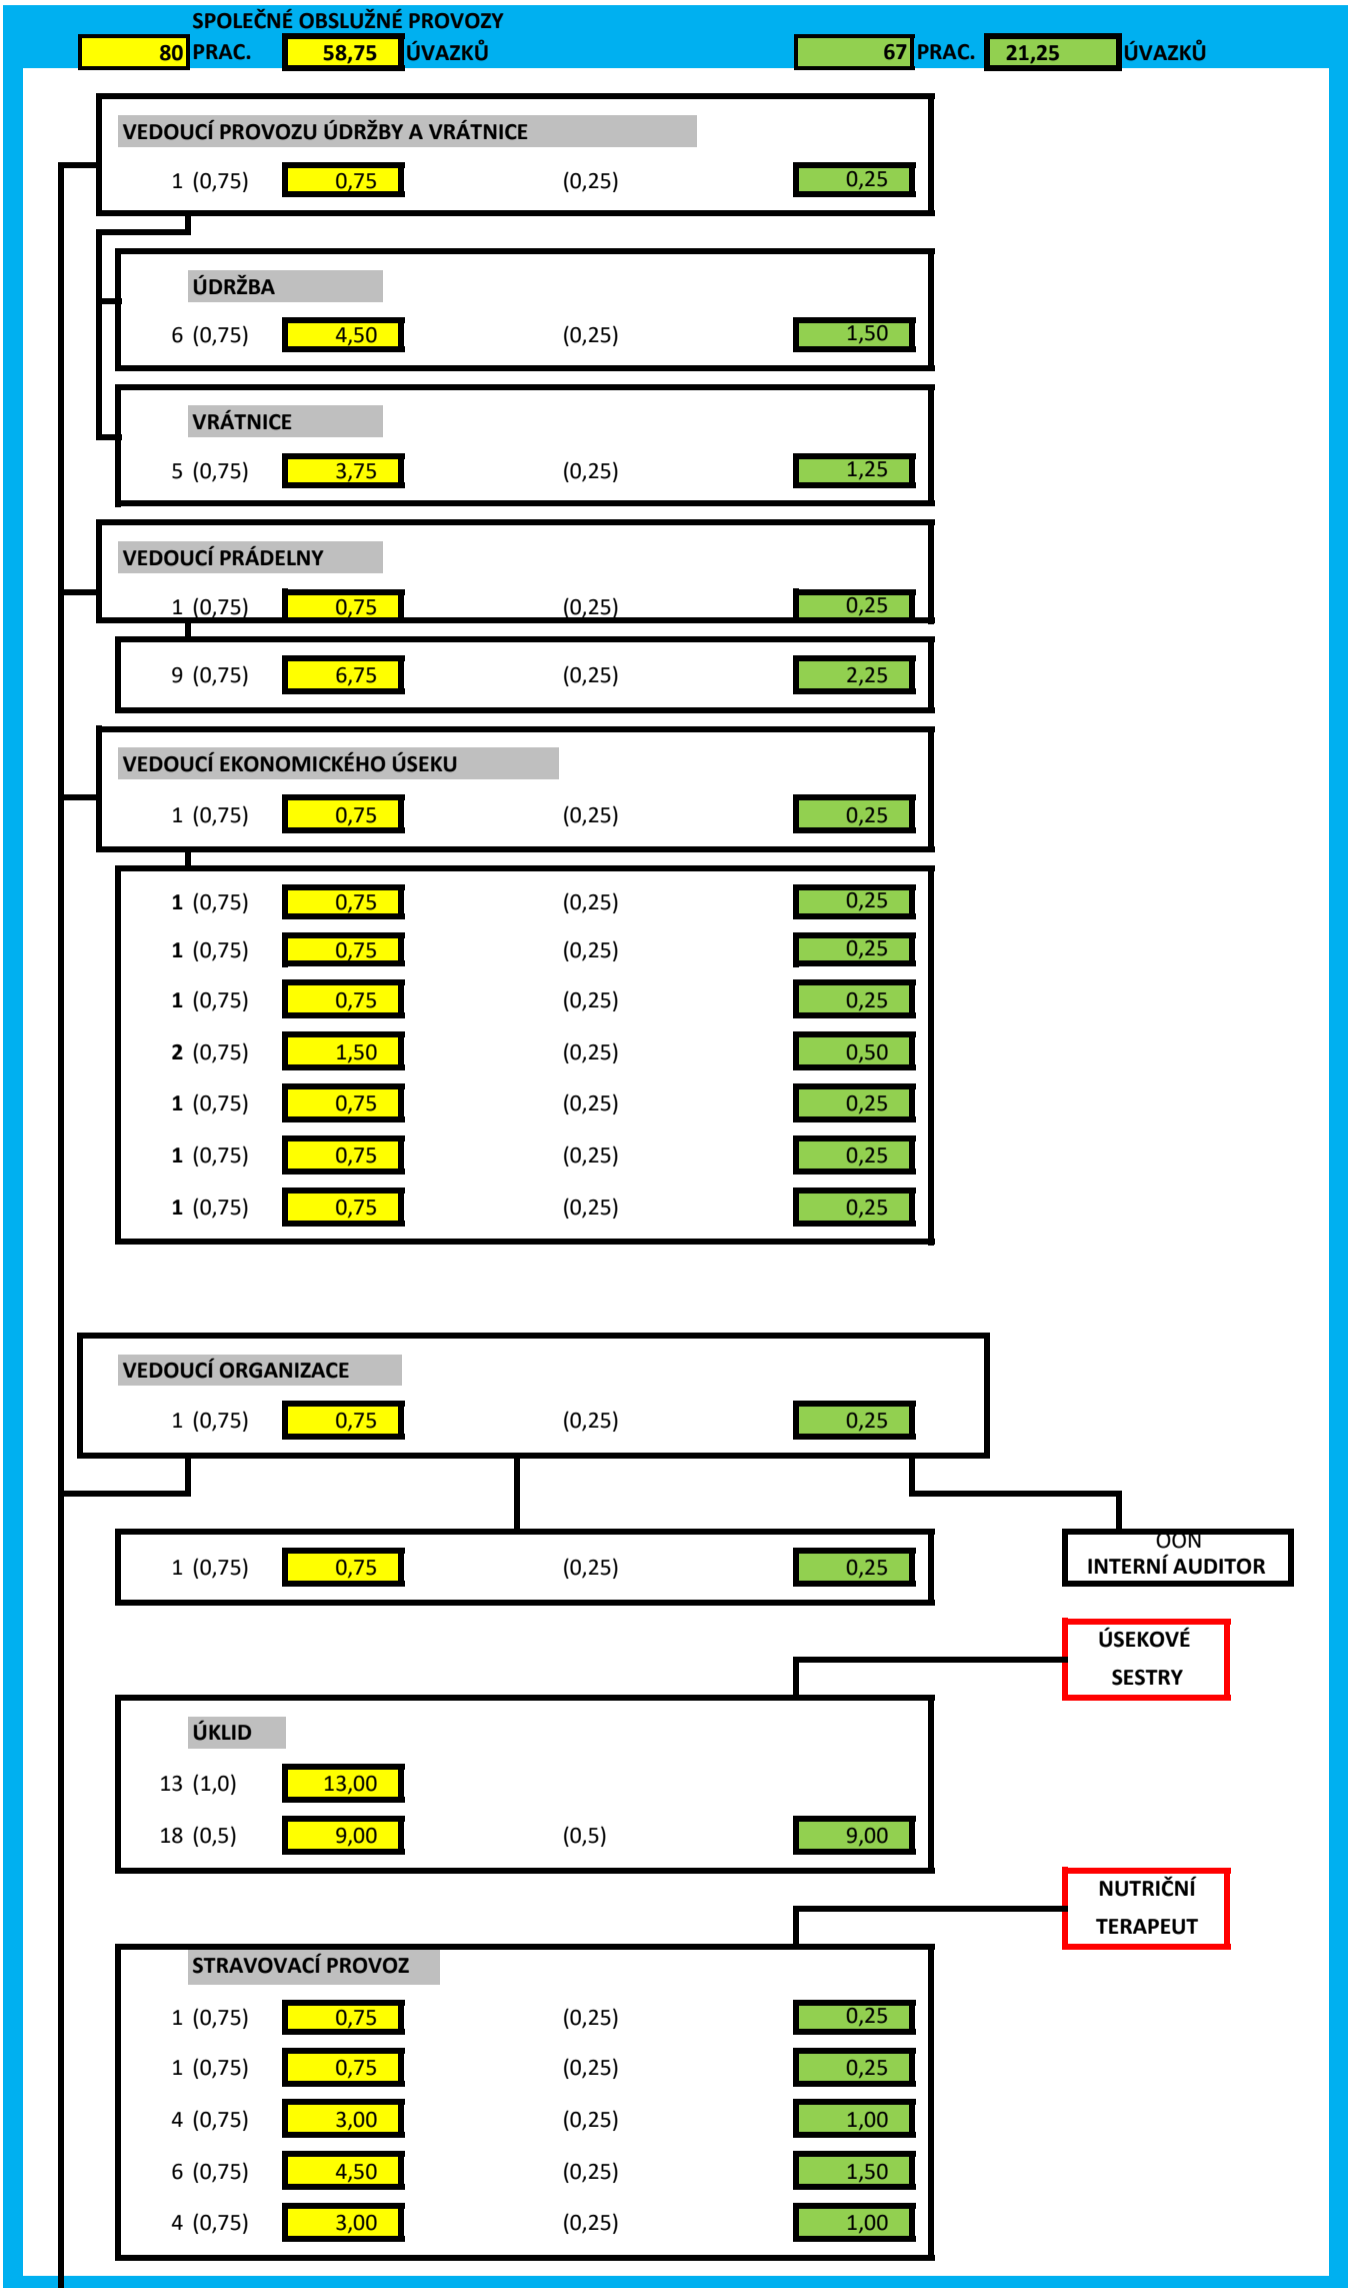 SPOLEČNÉ OBSLUŽNÉ PROVOZY
80 PRAC. 58,75 ÚVAZKŮ 67 PRAC. 21,25 ÚVAZKŮ
VEDOUCÍ PROVOZU ÚDRŽBY A VRÁTNICE
1 (0,75) 0,75 (0,25) 0,25
ÚDRŽBA
6 (0,75) 4,50 (0,25) 1,50
VRÁTNICE
5 (0,75) 3,75 (0,25) 1,25
VEDOUCÍ PRÁDELNY
1 (0,75) 0,75 (0,25) 0,25
9 (0,75) 6,75 (0,25) 2,25
VEDOUCÍ EKONOMICKÉHO ÚSEKU
1 (0,75) 0,75 (0,25) 0,25
1 (0,75) 0,75 (0,25) 0,25
1 (0,75) 0,75 (0,25) 0,25
1 (0,75) 0,75 (0,25) 0,25
2 (0,75) 1,50 (0,25) 0,50
1 (0,75) 0,75 (0,25) 0,25
1 (0,75) 0,75 (0,25) 0,25
1 (0,75) 0,75 (0,25) 0,25
VEDOUCÍ ORGANIZACE
1 (0,75) 0,75 (0,25) 0,25
OON
1 (0,75) 0,75 (0,25) 0,25 INTERNÍ AUDITOR
ÚSEKOVÉ
SESTRY
ÚKLID
13 (1,0) 13,00
18 (0,5) 9,00 (0,5) 9,00
NUTRIČNÍ
TERAPEUT
STRAVOVACÍ PROVOZ
1 (0,75) 0,75 (0,25) 0,25
1 (0,75) 0,75 (0,25) 0,25
4 (0,75) 3,00 (0,25) 1,00
6 (0,75) 4,50 (0,25) 1,50
4 (0,75) 3,00 (0,25) 1,00